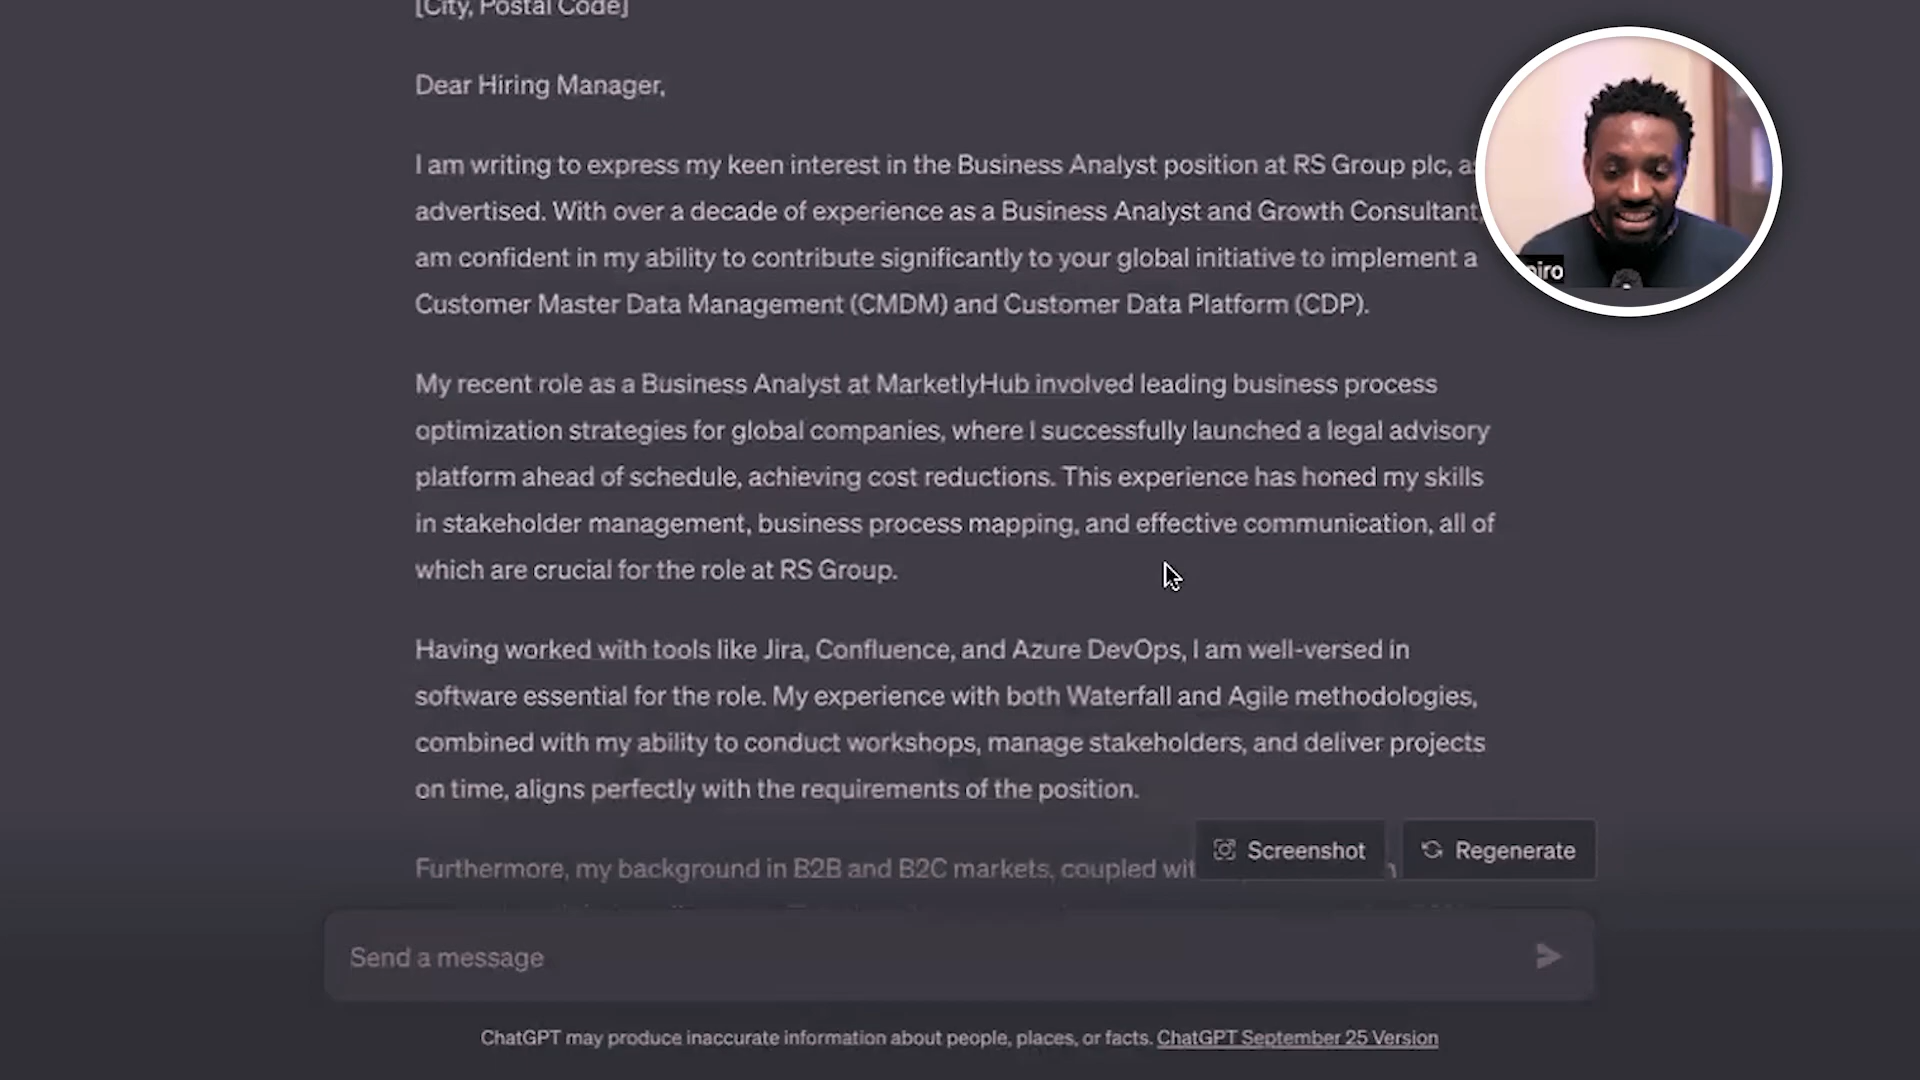 [City, Postal Code]
Dear Hiring Manager,
I am writing to express my keen interest in the Business Analyst position at RS Group plc,
advertised. With over a decade of experience as a Business Analyst and Growth Consultant,
am confident in my ability to contribute significantly to your global initiative to implement a
Customer Master Data Management (CMDM) and Customer Data Platform (CDP).
My recent role as a Business Analyst at MarketlyHub involved leading business process
optimization strategies for global companies, where I successfully launched a legal advisory
platform ahead of schedule, achieving cost reductions. This experience has honed my skills
in stakeholder management, business process mapping, and effective communication, all of
which are crucial for the role at RS Group.
Having worked with tools like Jira, Confluence, and Azure DevOps, I am well-versed in
software essential for the role. My experience with both Waterfall and Agile methodologies,
combined with my ability to conduct workshops, manage stakeholders, and deliver projects
on time, aligns perfectly with the requirements of the position.
Furthermore, my background in B2B and B2C markets, coupled
Screenshot
Regenerate
Send a message
ChatGPT may produce inaccurate information about people, places, or facts. ChatGPT September 25 Version